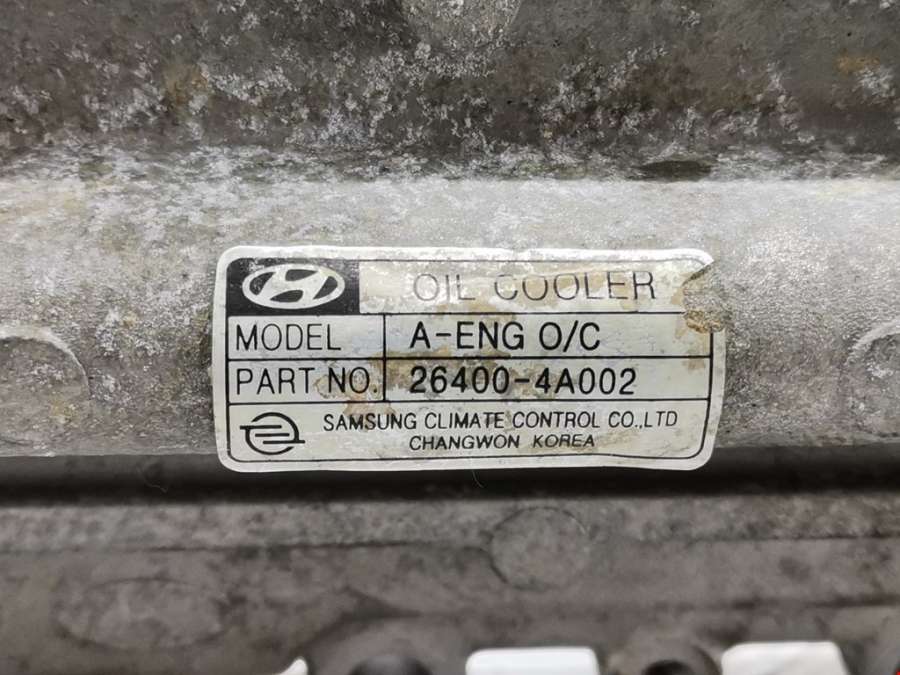 OIL COOLER
MODEL A-ENG O/C
PART NO. 26400-4A002
SAMSUNG CLIMATE CONTROL CO.,LTD
CHANGWON KOREA